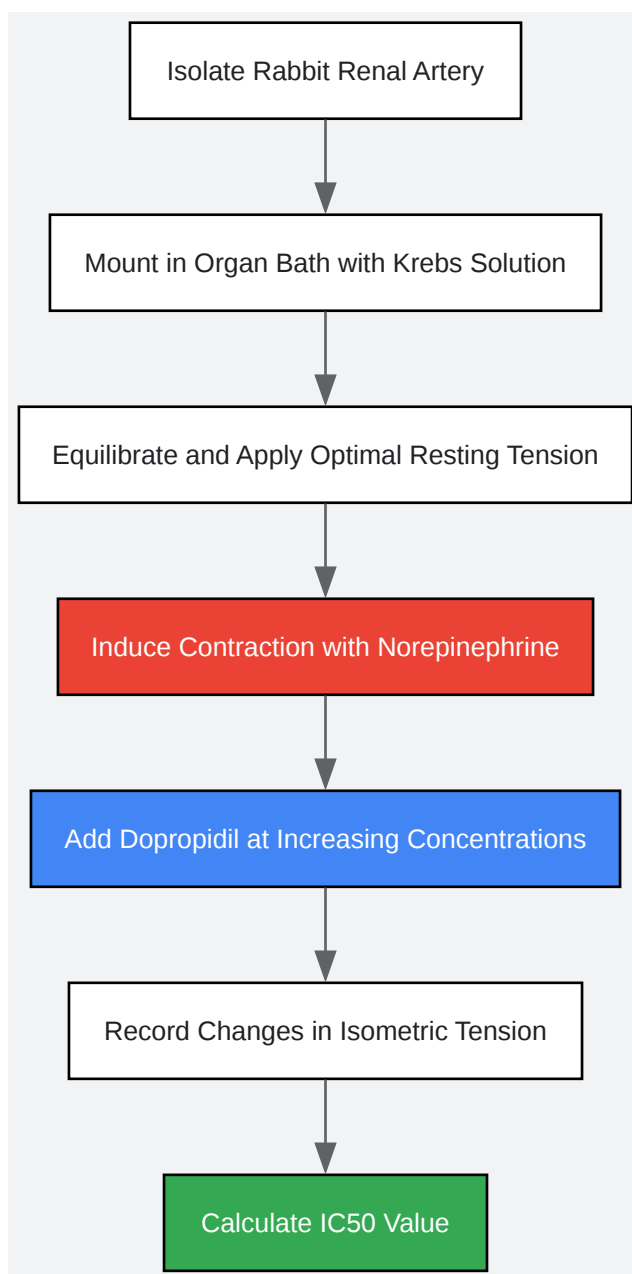 Isolate Rabbit Renal Artery
Mount in Organ Bath with Krebs Solution
Equilibrate and Apply Optimal Resting Tension
Induce Contraction with Norepinephrine
Add Dopropidil at Increasing Concentrations
Record Changes in Isometric Tension
Calculate IC50 Value